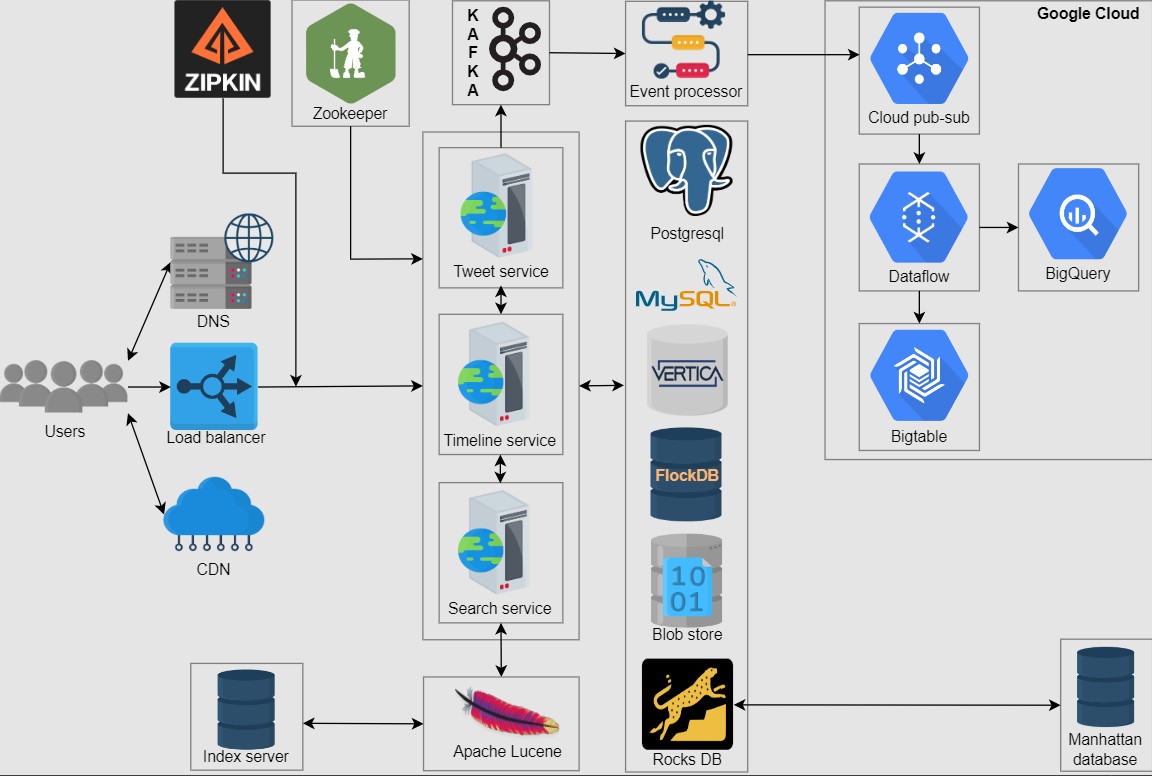 Google Cloud
ZIPKIN
Zookeeper
K
A
F
K
A
Event processor
Cloud pub-sub
Tweet service
Postgresql
Dataflow
BigQuery
MySQL
DNS
Timeline service
VERTICA
Users
Load balancer
Bigtable
FlockDB
CDN
Search service
10
01
Blob store
Index server
Apache Lucene
Rocks DB
Manhattan
database